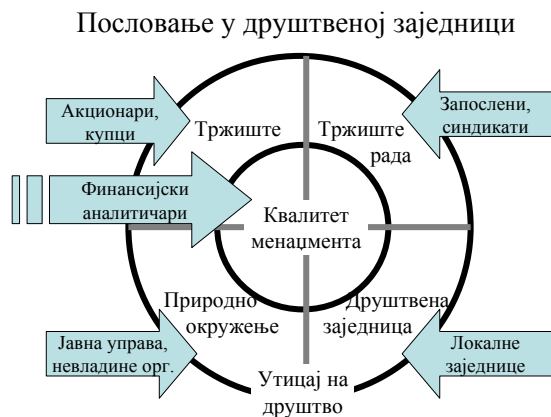 Пословање у друштвеној заједници
Акционари,
купци
Тржиште
Тржиште
рада
Запослени,
синдикати
Финансијски
аналитичари
Квалитет
менаџмента
Природно
окружење
Друштвена
заједница
Јавна управа,
невладине орг.
Утицај на
друштво
Локалне
заједнице